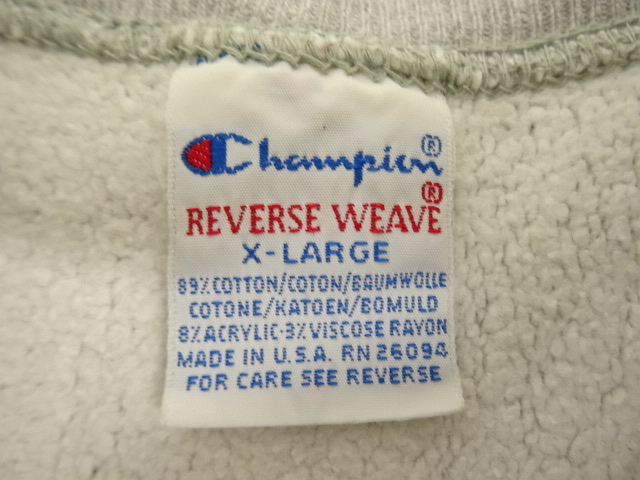 Champion®
REVERSE WEAVE®
X-LARGE
89% COTTON/COTON/BAUMWOLLE
COTONE/KATOEN/BOMULD
8% ACRYLIC-3% VISCOSE RAYON
MADE IN U.S.A. RN 26094
FOR CARE SEE REVERSE